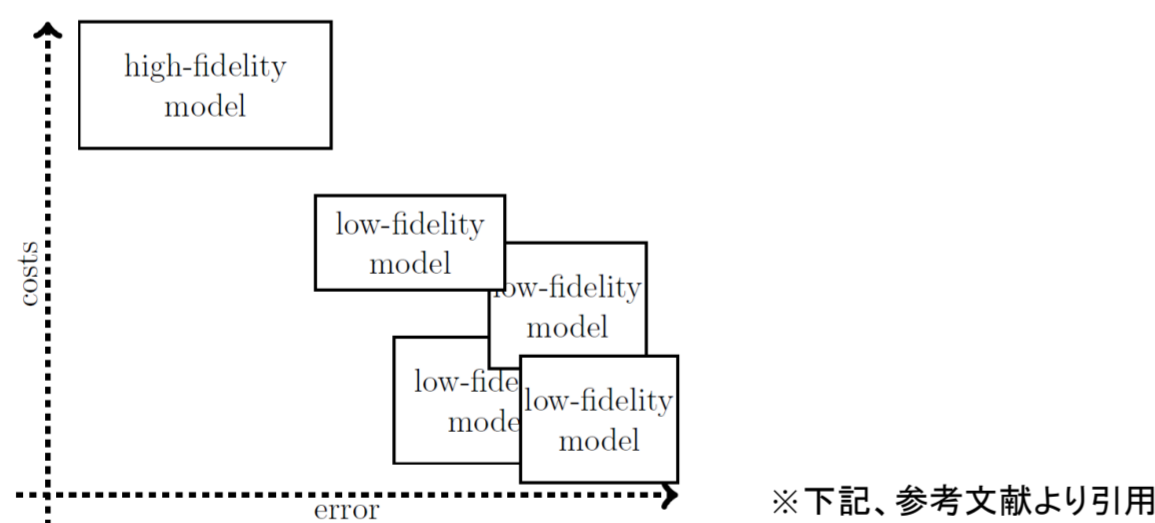 high-fidelity
model
costs
low-fidelity
model
low-fidelity
model
low-fide
mode
low-fidelity
model
error
※下記、参考文献より引用